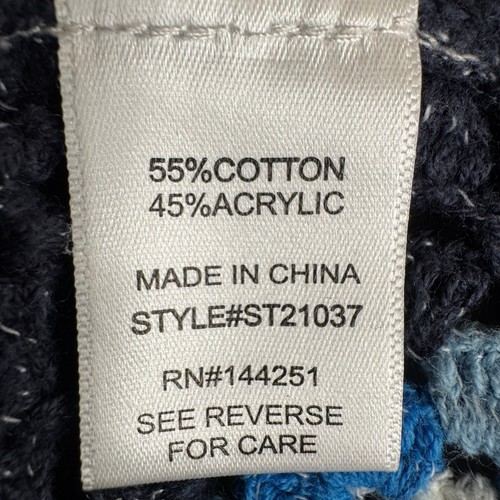 55%COTTON
45%ACRYLIC
MADE IN CHINA
STYLE#ST21037
RN#144251
SEE REVERSE
FOR CARE